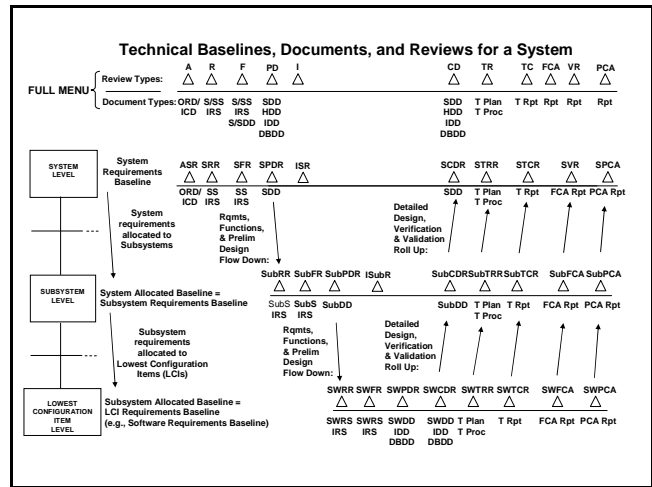 Technical Baselines, Documents, and Reviews for a System
A R F PD I CD TR TC FCA VR PCA
FULL MENU
Review Types:
Document Types:
ORD/ S/SS S/SS SDD SDD T Plan T Rpt Rpt Rpt Rpt
ICD IRS IRS HDD HDD T Proc
S/SDD IDD IDD
DBDD DBDD
SYSTEM
LEVEL
System
Requirements
Baseline
ASR SRR SFR SPDR ISR SCDR STRR STCR SVR SPCA
ORD/ SS SS SDD SDD T Plan T Rpt FCA Rpt PCA Rpt
ICD IRS IRS T Proc
System
requirements
allocated to
Subsystems
Rqmts,
Functions,
& Prelim
Design
Flow Down:
Detailed
Design,
Verification
& Validation
Roll Up:
SUBSYSTEM
LEVEL
System Allocated Baseline =
Subsystem Requirements Baseline
SubRR SubFR SubPDR ISubR SubCDR SubTRR SubTCR SubFCA SubPCA
SubS SubS SubDD SubDD T Plan T Rpt FCA Rpt PCA Rpt
IRS IRS T Proc
Subsystem
requirements
allocated to
Lowest Configuration
Items (LCIs)
Rqmts,
Functions,
& Prelim
Design
Flow Down:
Detailed
Design,
Verification
& Validation
Roll Up:
LOWEST
CONFIGURATION
ITEM
LEVEL
Subsystem Allocated Baseline =
LCI Requirements Baseline
(e.g., Software Requirements Baseline)
SWRR SWFR SWPDR SWCDR SWTRR SWTCR SWFCA SWPCA
SWRS SWRS SWDD SWDD T Plan T Rpt FCA Rpt PCA Rpt
IRS IRS IDD IDD T Proc
DBDD DBDD